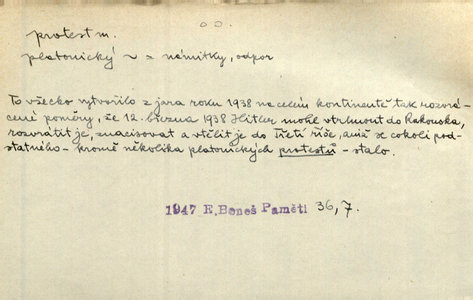 protest m.
platonický ~ × námitky, odpor
To všecko vytvořilo z jara roku 1938 na celém kontinentě tak rozvrá-
cené poměry, že 12. března 1938 Hitler mohl vtrhnout do Rakouska,
rozvrátit je, znacisovat a vtělit je do Třetí říše, aniž se cokoli pod-
statného - kromě několika platonických protestů - stalo.
1947 E.Beneš Paměti 36,7.